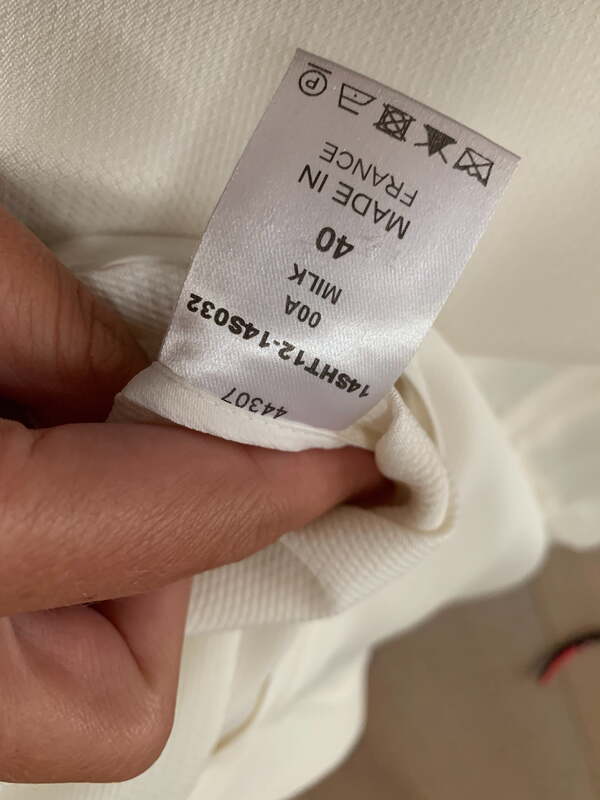 44307
14SHT12-14S032
00A
MILK
40
MADE IN
FRANCE
P